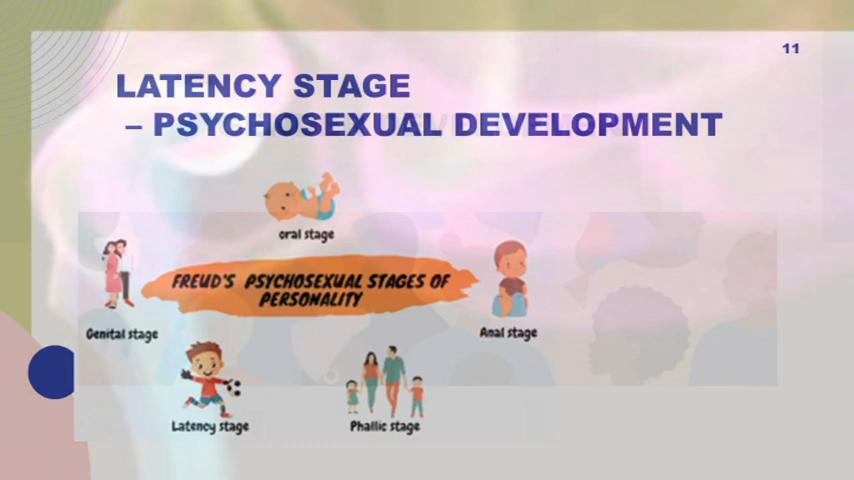 11
LATENCY STAGE
– PSYCHOSEXUAL DEVELOPMENT
oral stage
FREUD'S PSYCHOSEXUAL STAGES OF
PERSONALITY
Genital stage
Anal stage
Latency stage
Phallic stage